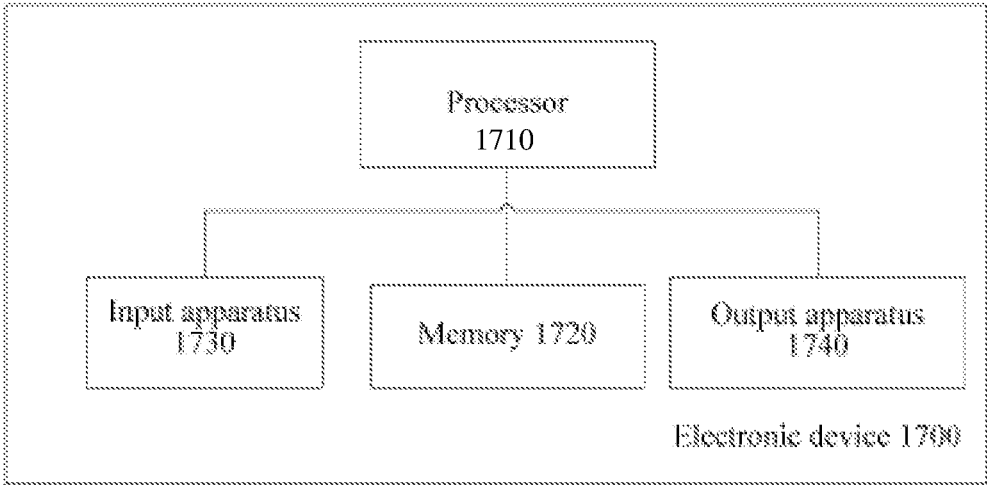 Processor
1710
Input apparatus
1730
Memory 1720
Output apparatus
1740
Electronic device 1700